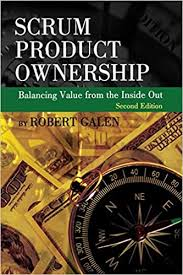 SCRUM
PRODUCT
OWNERSHIP
Balancing Value from the Inside Out
Second Edition
BY ROBERT GALEN